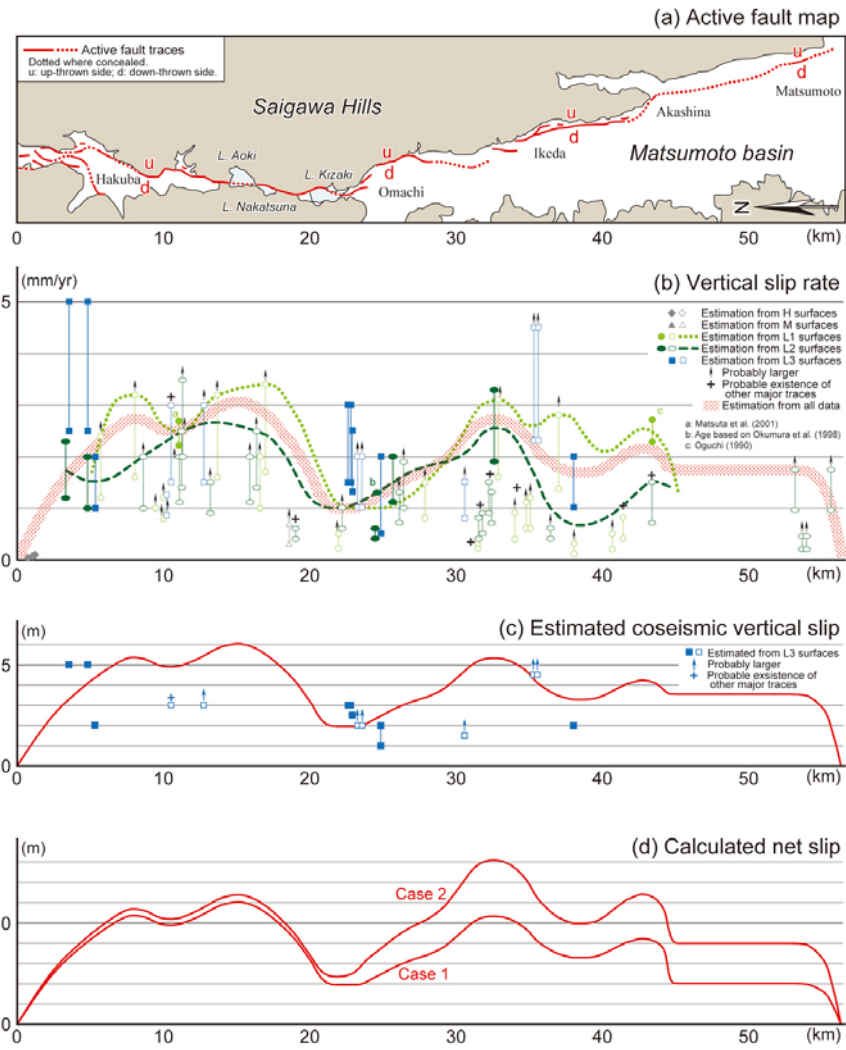 (a) Active fault map
Active fault traces
Dotted where concealed.
u: up-thrown side; d: down-thrown side.
Saigawa Hills
u
d
Matsumoto
Akashina
u
d
Ikeda
Matsumoto basin
u
d
Hakuba
L. Aoki
L. Nakatsuna
L. Kizaki
u
d
Omachi
N
0 10 20 30 40 50 (km)
(mm/yr)
(b) Vertical slip rate
5
Estimation from H surfaces
Estimation from M surfaces
Estimation from L1 surfaces
Estimation from L2 surfaces
Estimation from L3 surfaces
Probably larger
Probable existence of
other major traces
Estimation from all data
a: Matsuta et al. (2001)
b: Age based on Okumura et al. (1998)
c: Oguchi (1990)
a
b
c
0
0 10 20 30 40 50 (km)
(m)
(c) Estimated coseismic vertical slip
Estimated from L3 surfaces
Probably larger
Probable exsistence of
other major traces
5
0
0 10 20 30 40 50 (km)
(m)
(d) Calculated net slip
Case 2
0
Case 1
0
0 10 20 30 40 50 (km)